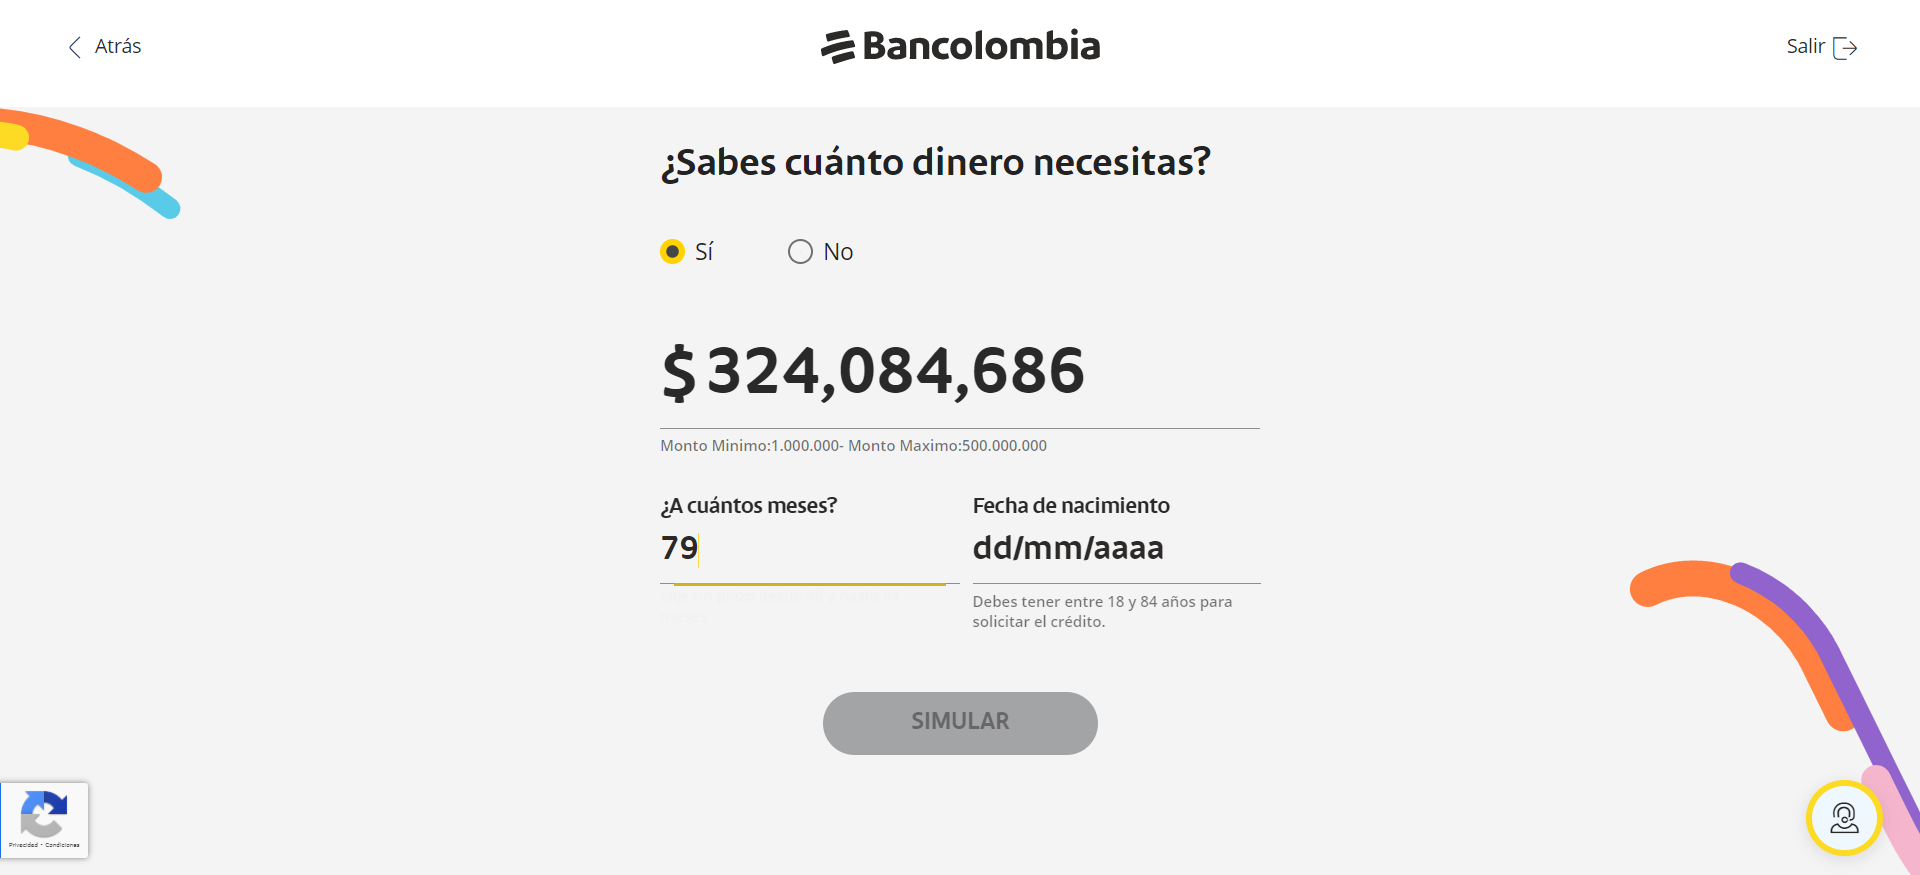 Atrás
Bancolombia
Salir
¿Sabes cuánto dinero necesitas?
Sí
No
$ 324,084,686
Monto Minimo:1.000.000- Monto Maximo:500.000.000
¿A cuántos meses?
Fecha de nacimiento
79
dd/mm/aaaa
Debes tener entre 18 y 84 años para
solicitar el crédito.
SIMULAR
Privacidad - Condiciones